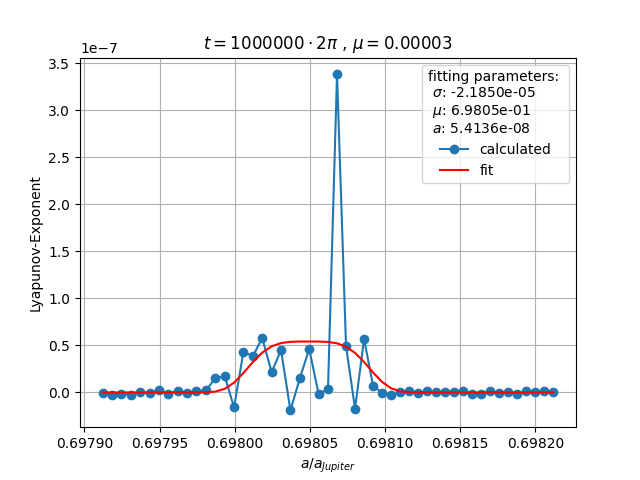 t = 1000000 · 2π , μ = 0.00003
1e−7
3.5
3.0
2.5
2.0
1.5
1.0
0.5
0.0
Lyapunov-Exponent
fitting parameters:
σ: -2.1850e-05
μ: 6.9805e-01
a: 5.4136e-08
calculated
fit
0.69790 0.69795 0.69800 0.69805 0.69810 0.69815 0.69820
a/a_Jupiter